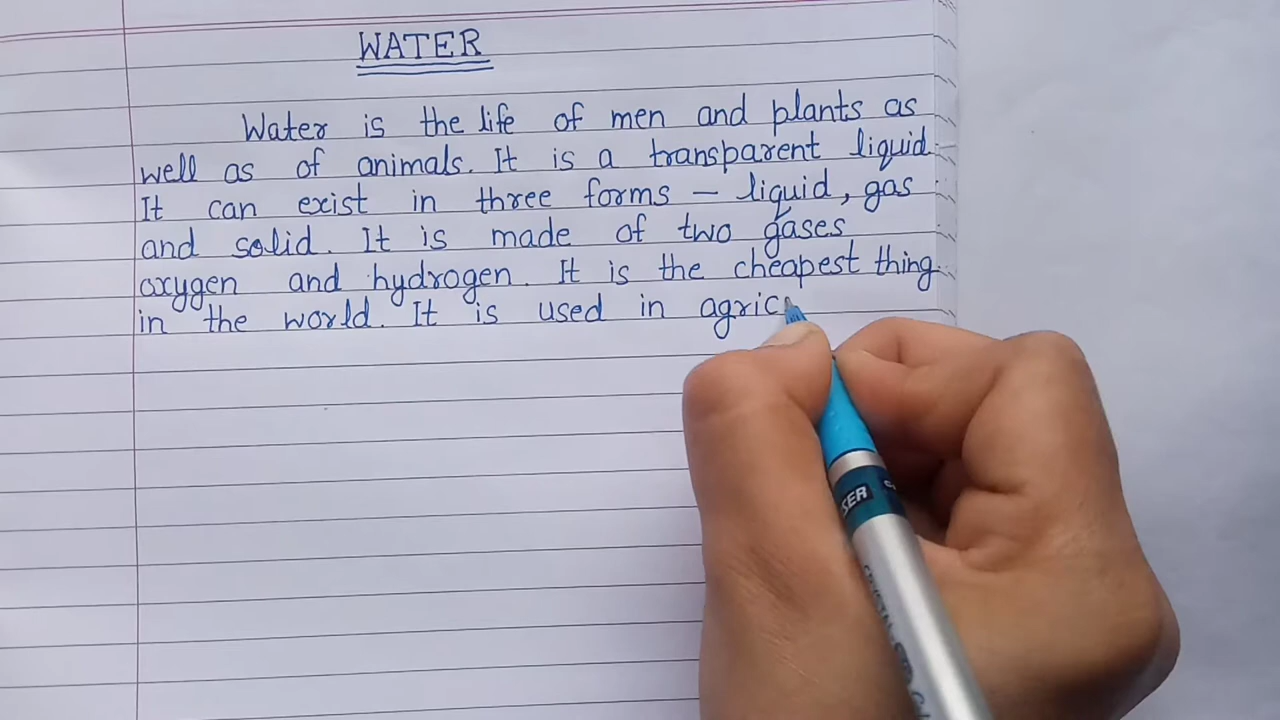 WATER
Water is the life of men and plants as
well as of animals. It is a transparent liquid.
It can exist in three forms – liquid, gas
and solid. It is made of two gases
oxygen and hydrogen. It is the cheapest thing
in the world. It is used in agric
SER